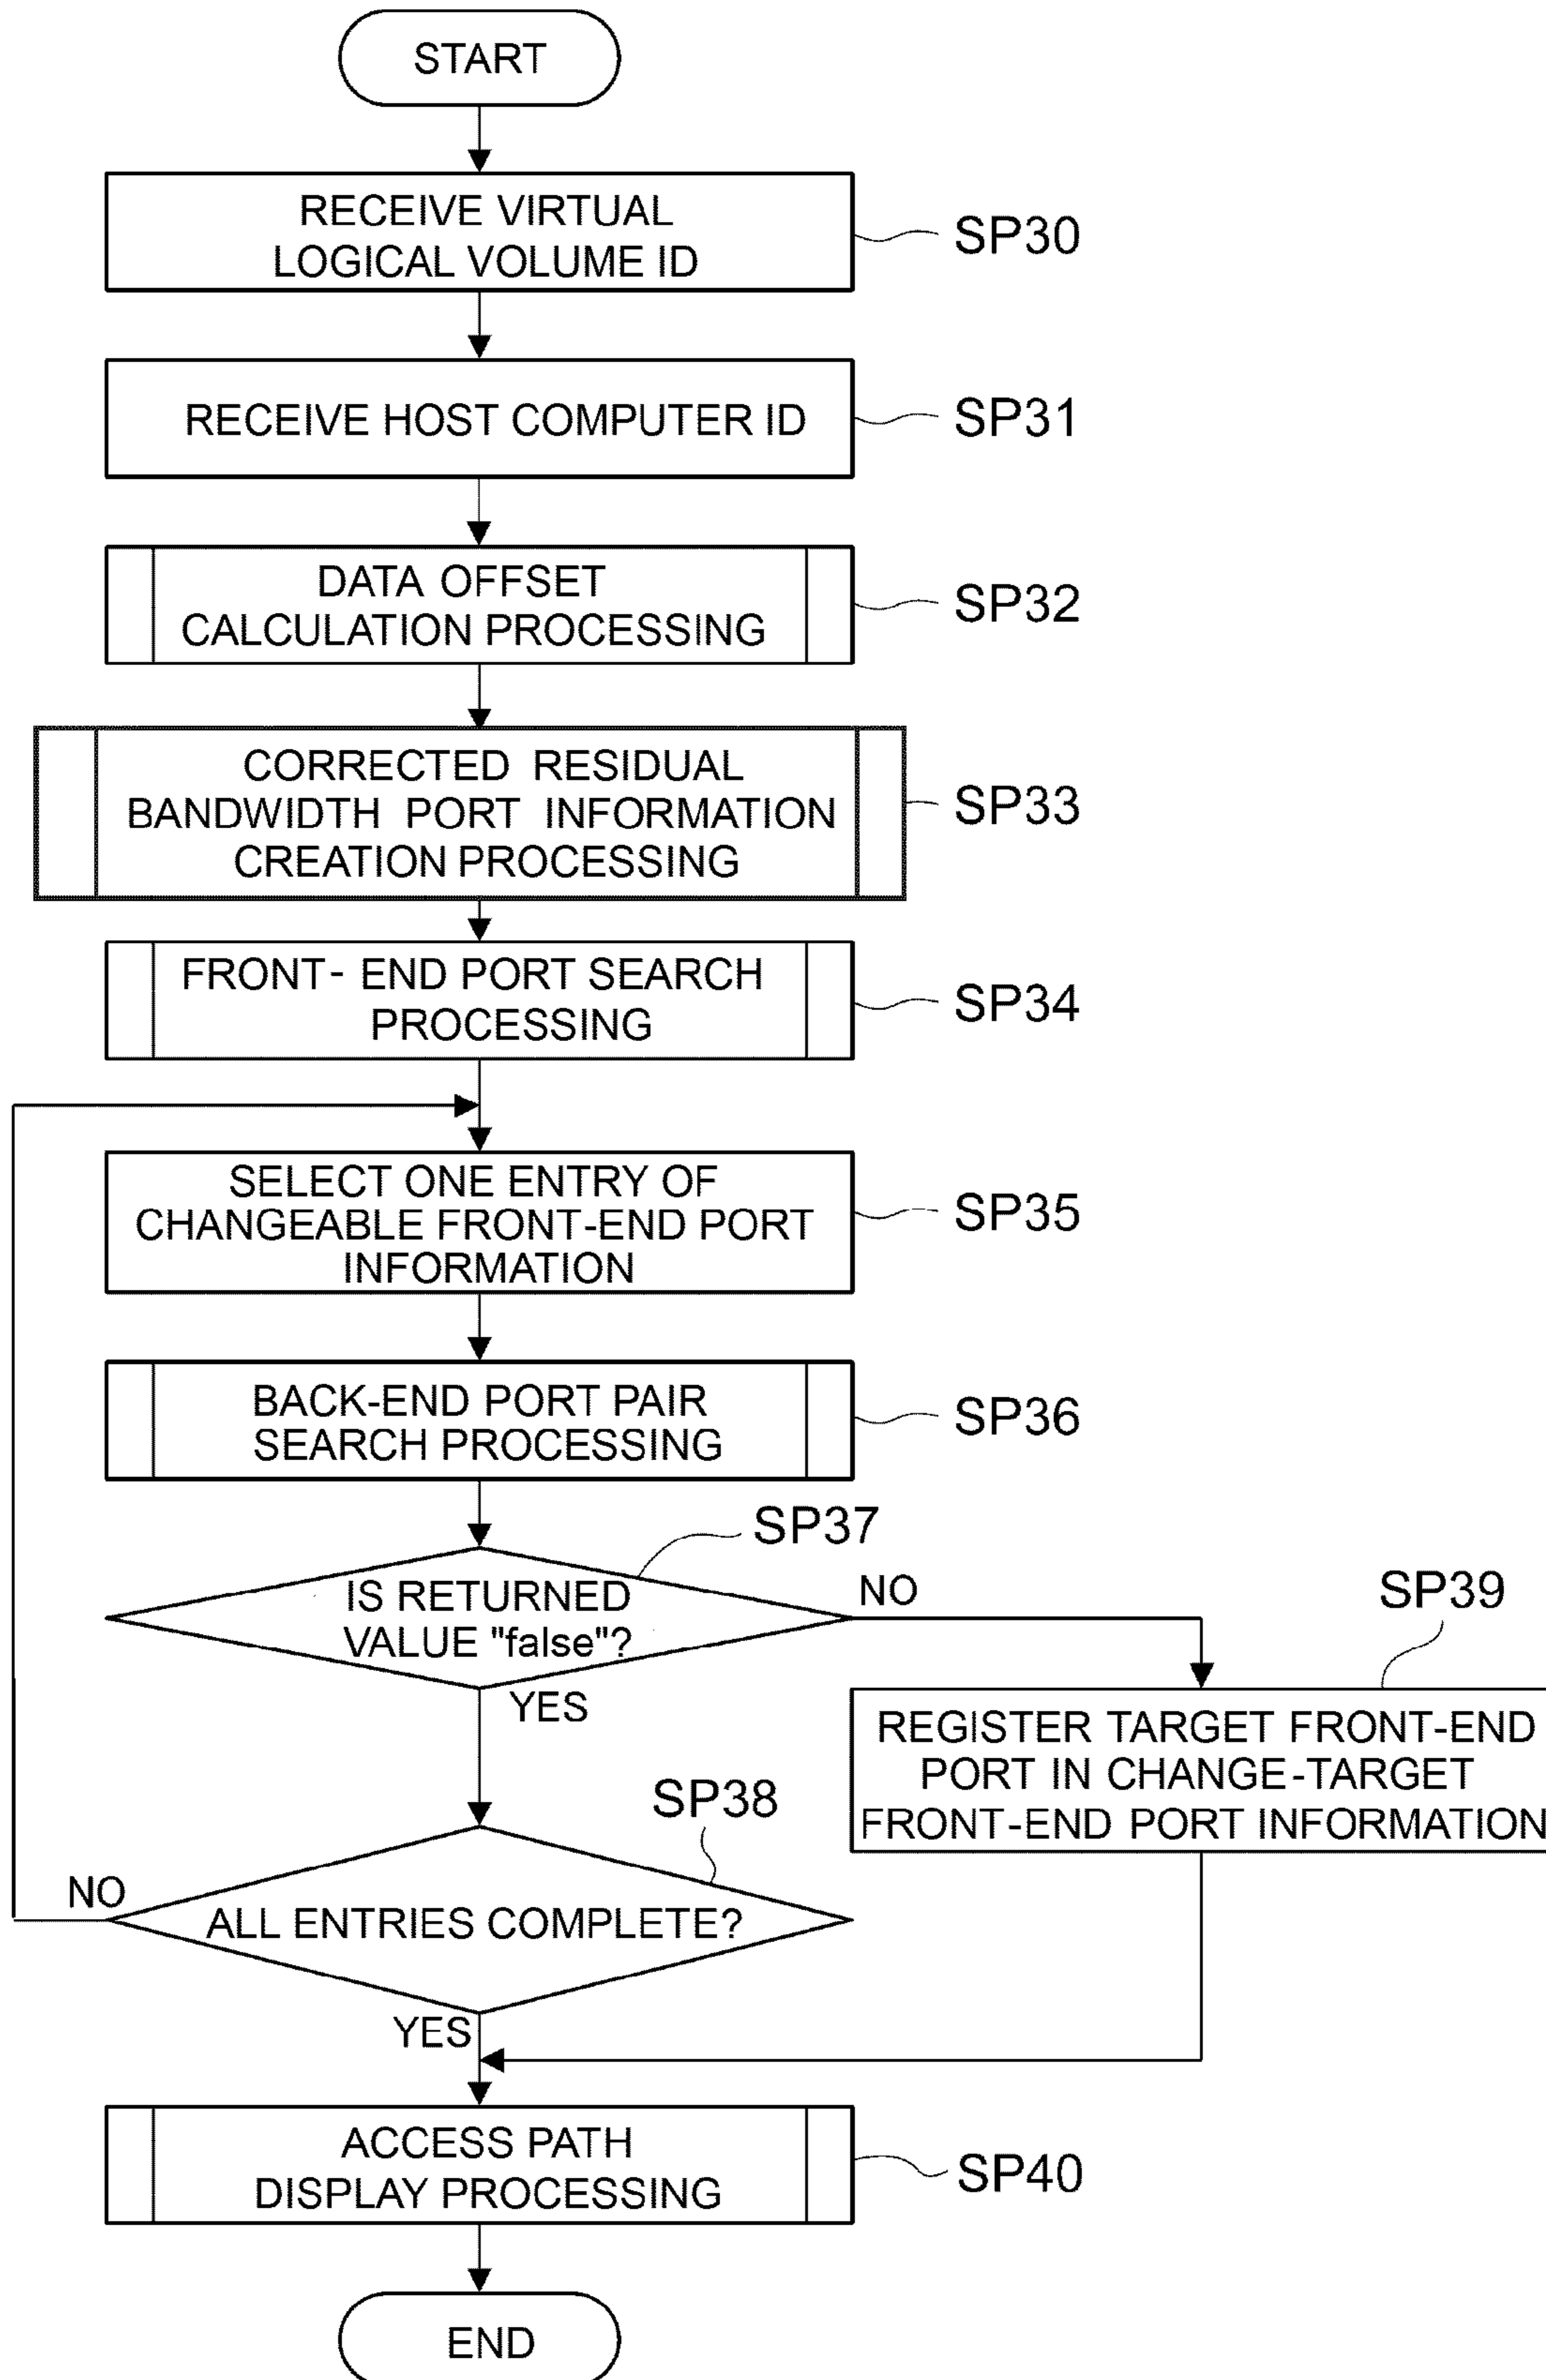 START
RECEIVE VIRTUAL
LOGICAL VOLUME ID
SP30
RECEIVE HOST COMPUTER ID
SP31
DATA OFFSET
CALCULATION PROCESSING
SP32
CORRECTED RESIDUAL
BANDWIDTH PORT INFORMATION
CREATION PROCESSING
SP33
FRONT- END PORT SEARCH
PROCESSING
SP34
SELECT ONE ENTRY OF
CHANGEABLE FRONT-END PORT
INFORMATION
SP35
BACK-END PORT PAIR
SEARCH PROCESSING
SP36
SP37
IS RETURNED
VALUE "false"?
NO
YES
SP39
REGISTER TARGET FRONT-END
PORT IN CHANGE-TARGET
FRONT-END PORT INFORMATION
SP38
NO
ALL ENTRIES COMPLETE?
YES
ACCESS PATH
DISPLAY PROCESSING
SP40
END